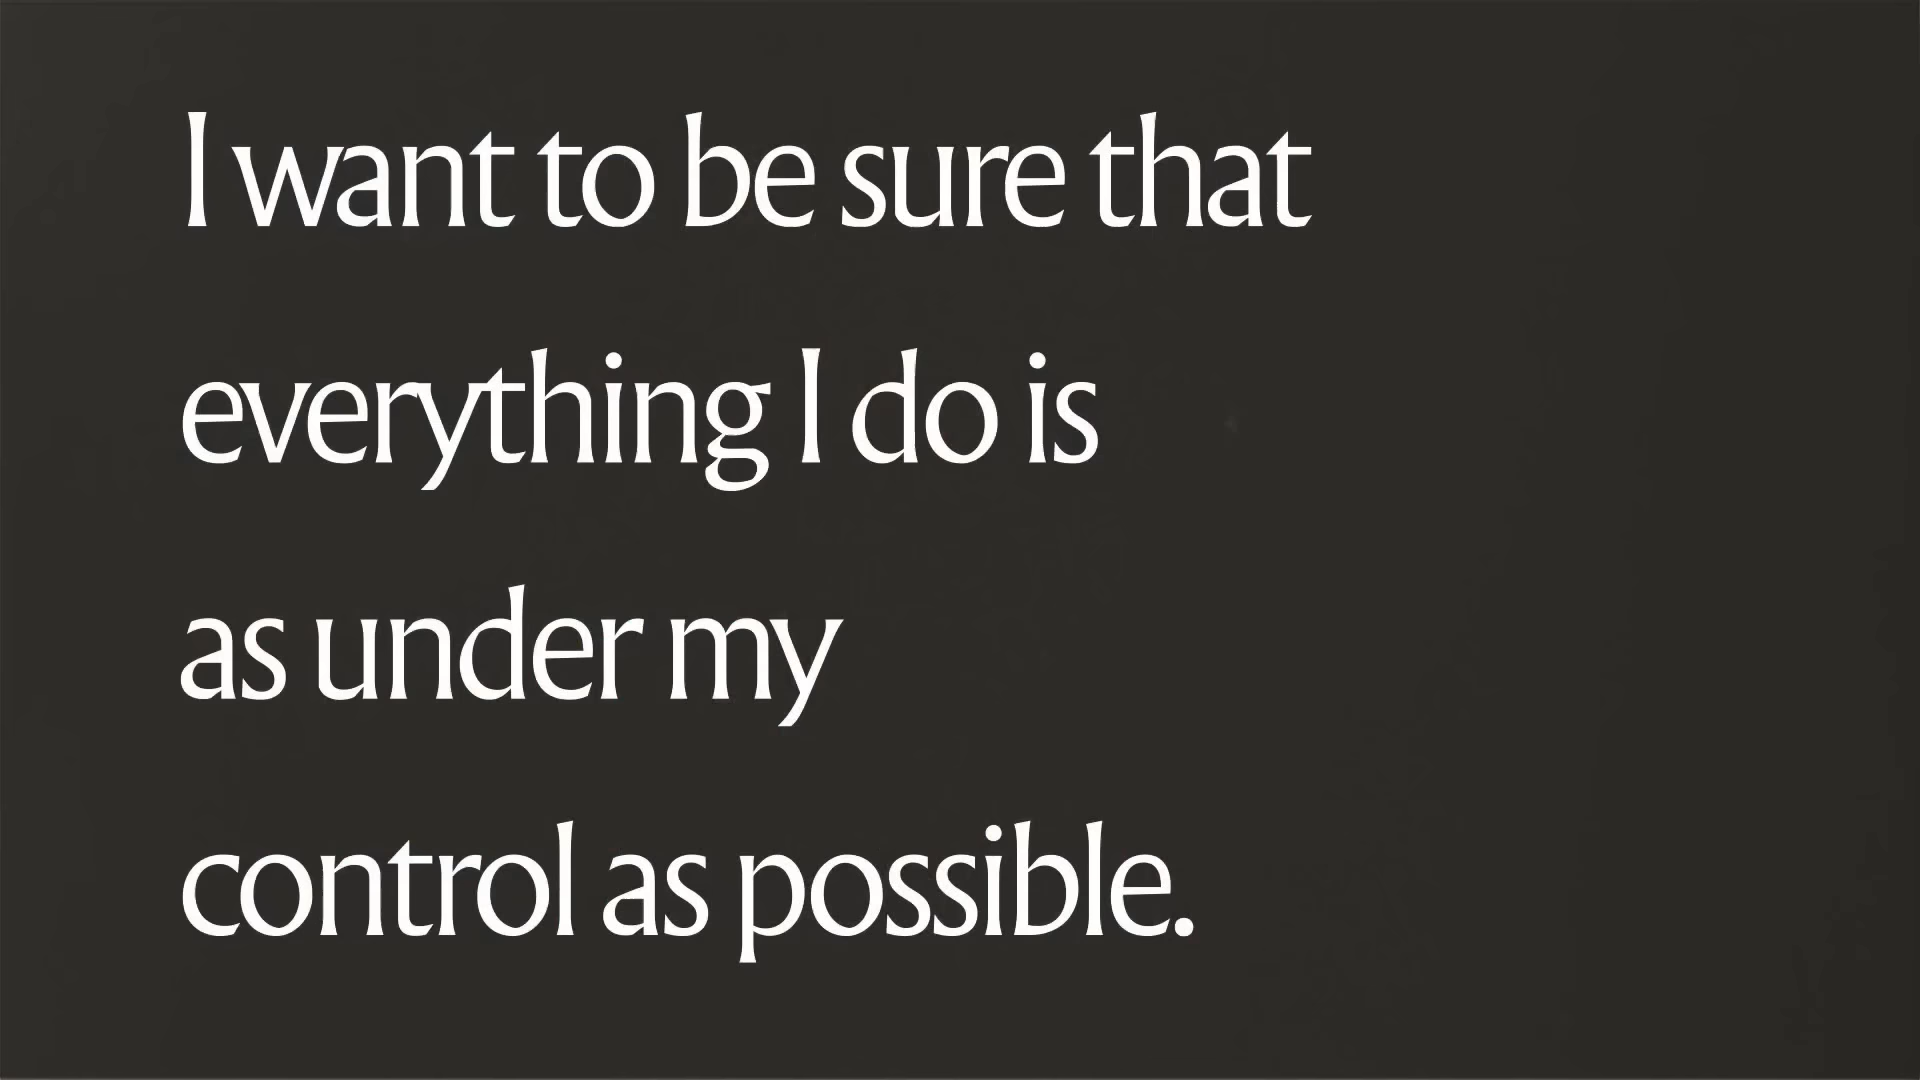 I want to be sure that
everything I do is
as under my
control as possible.